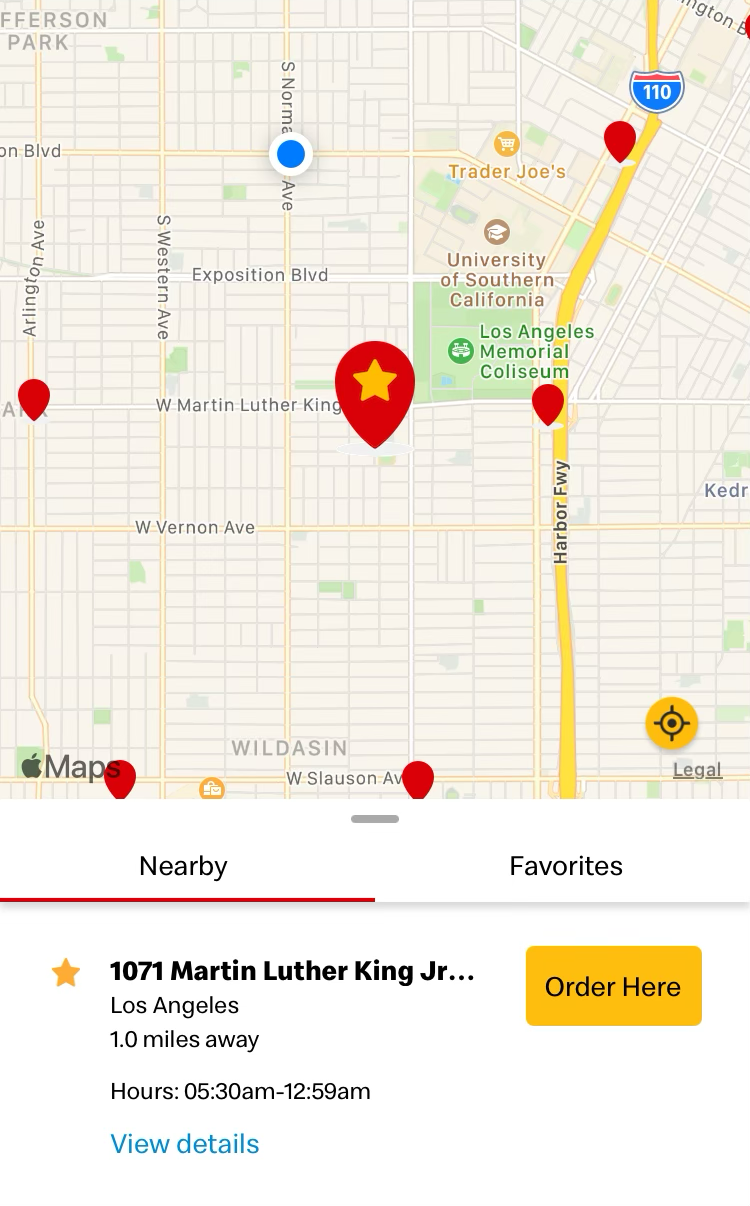 FFERSON
PARK
ington B
110
S Norma
Ave
on Blvd
Trader Joe's
Arlington Ave
S Western Ave
University
of Southern
California
Exposition Blvd
Los Angeles
Memorial
Coliseum
W Martin Luther King
Harbor Fwy
Kedr
W Vernon Ave
WILDASIN
Maps
W Slauson Av
Legal
Nearby
Favorites
1071 Martin Luther King Jr...
Order Here
Los Angeles
1.0 miles away
Hours: 05:30am-12:59am
View details